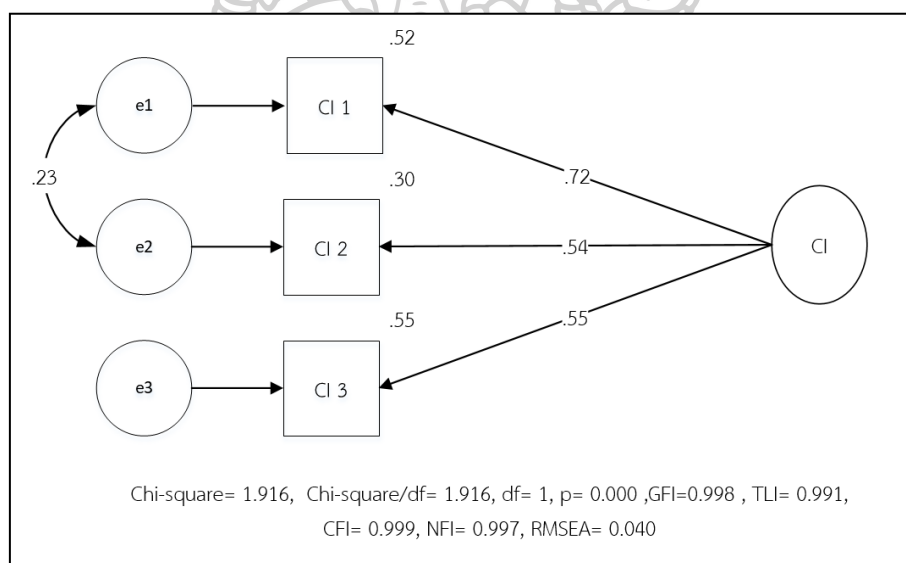 .52
e1
CI 1
.23
.72
.30
e2
CI 2
.54
CI
.55
.55
e3
CI 3
Chi-square= 1.916, Chi-square/df= 1.916, df= 1, p= 0.000 ,GFI=0.998 , TLI= 0.991,
CFI= 0.999, NFI= 0.997, RMSEA= 0.040